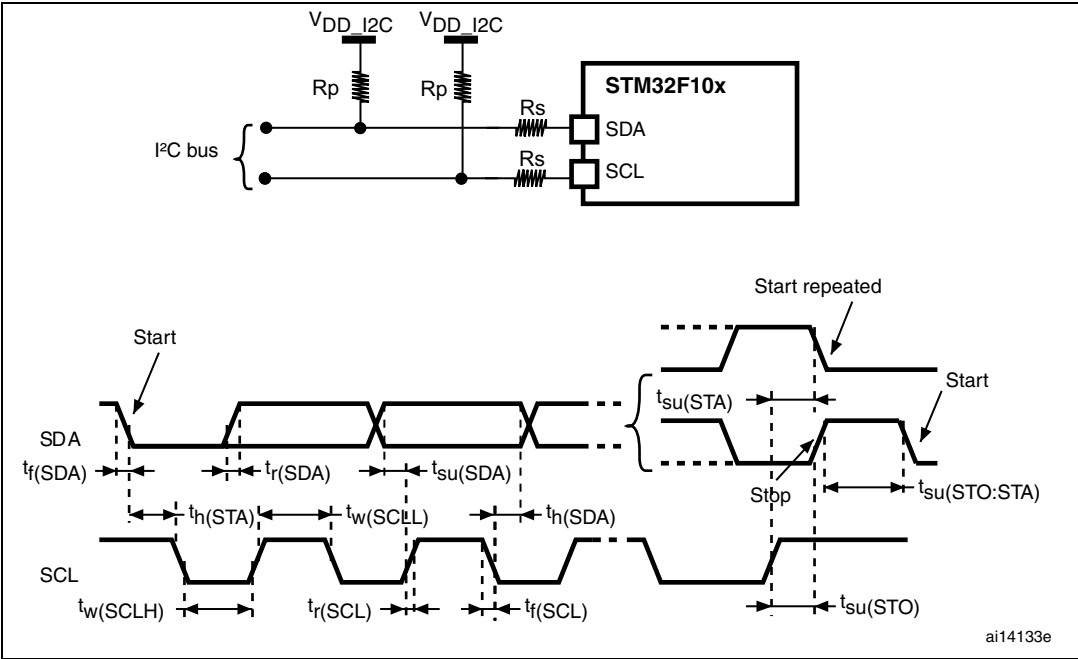 VDD_I2C VDD_I2C
Rp Rp
STM32F10x
Rs
SDA
I²C bus
Rs
SCL
Start repeated
Start
Start
tsu(STA)
SDA
tf(SDA) tr(SDA) tsu(SDA)
Stop
tsu(STO:STA)
th(STA) tw(SCLL) th(SDA)
SCL
tw(SCLH) tr(SCL) tf(SCL) tsu(STO)
ai14133e